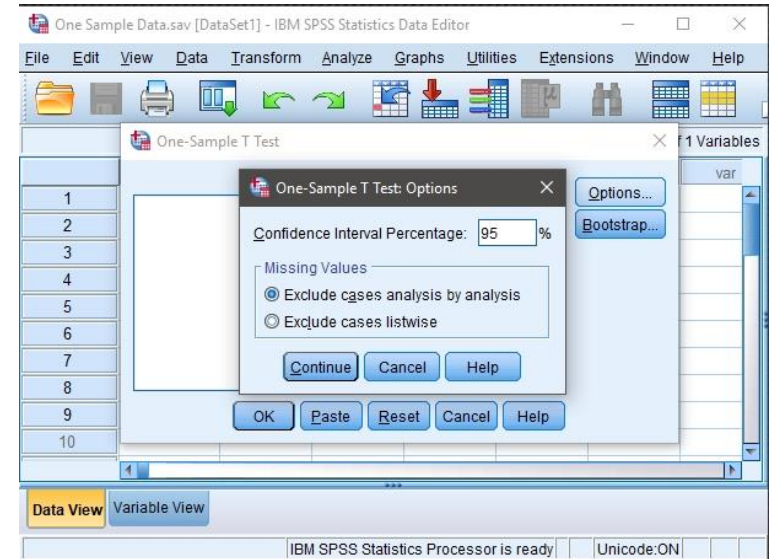 One Sample Data.sav [DataSet1] - IBM SPSS Statistics Data Editor
File Edit View Data Transform Analyze Graphs Utilities Extensions Window Help
One-Sample T Test
1 Variables
var
One-Sample T Test: Options
Options...
Confidence Interval Percentage: 95 %
Bootstrap...
Missing Values
Exclude cases analysis by analysis
Exclude cases listwise
Continue Cancel Help
OK Paste Reset Cancel Help
1
2
3
4
5
6
7
8
9
10
Data View Variable View
IBM SPSS Statistics Processor is ready Unicode:ON